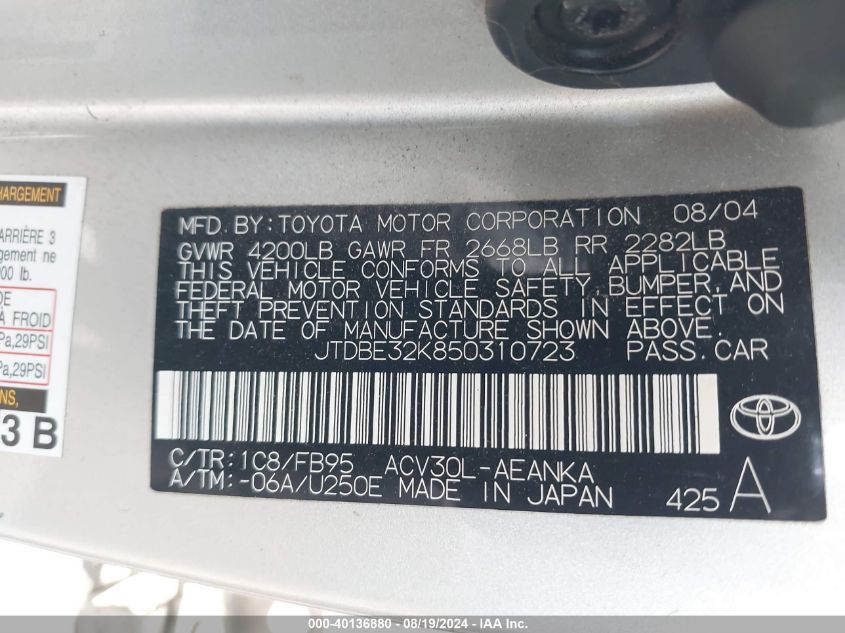 HARGEMENT
ARRIÈRE 3
gement ne
00 lb.
DE
À FROID
Pa,29PSI
Pa,29PSI
NS,
3 B
MFD. BY: TOYOTA MOTOR CORPORATION 08/04
GVWR 4200LB GAWR FR 2668LB RR 2282LB
THIS VEHICLE CONFORMS TO ALL APPLICABLE
FEDERAL MOTOR VEHICLE SAFETY, BUMPER, AND
THEFT PREVENTION STANDARDS IN EFFECT ON
THE DATE OF MANUFACTURE SHOWN ABOVE.
JTDBE32K850310723 PASS. CAR
C/TR: 1C8/FB95 ACV30L-AEANKA
A/TM: -06A/U250E MADE IN JAPAN 425 A
000-40136880 - 08/19/2024 - IAA Inc.